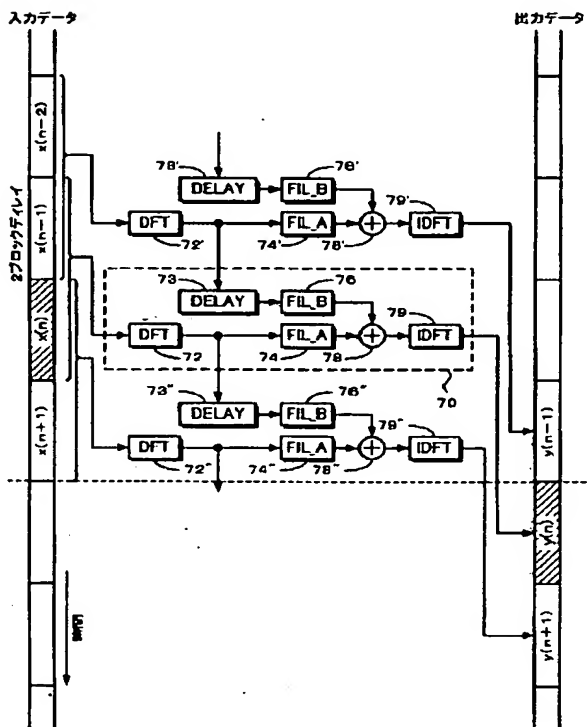 入力データ
出力データ
2ブロックディレイ
x(n-2)
x(n-1)
x(n)
x(n+1)
78'
DELAY
76'
FIL_B
79'
DFT
72'
FIL_A
74'
78'
IDFT
73
DELAY
76
FIL_B
79
DFT
72
FIL_A
74
78
IDFT
70
73"
DELAY
76"
FIL_B
79"
DFT
72"
FIL_A
74"
78"
IDFT
y(n-1)
y(n)
y(n+1)